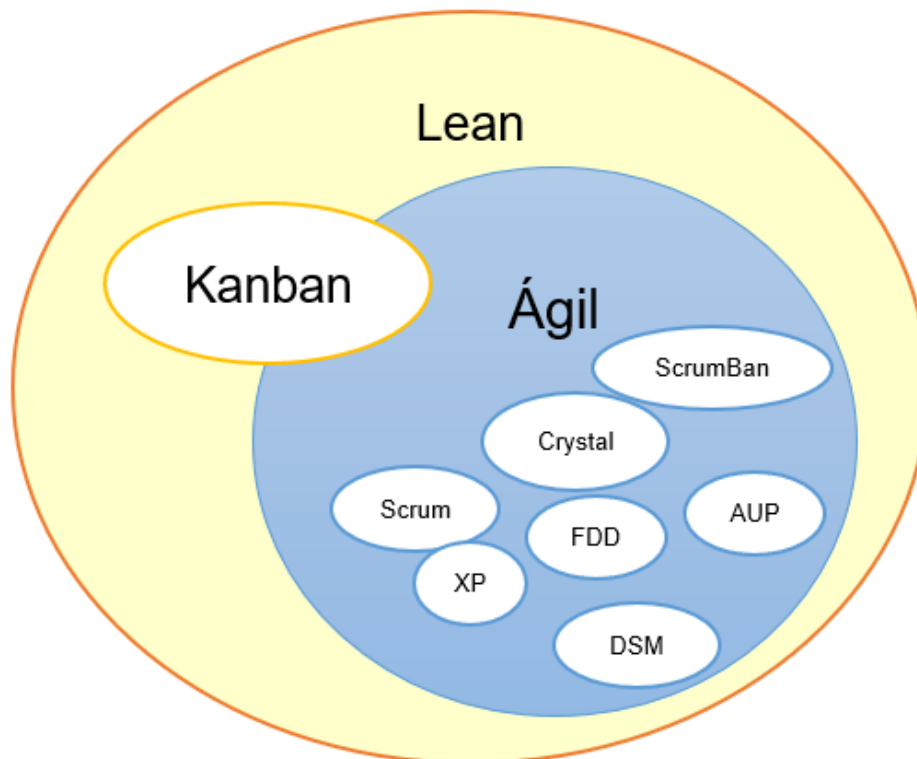 Lean
Kanban
Ágil
ScrumBan
Crystal
Scrum
FDD
AUP
XP
DSM